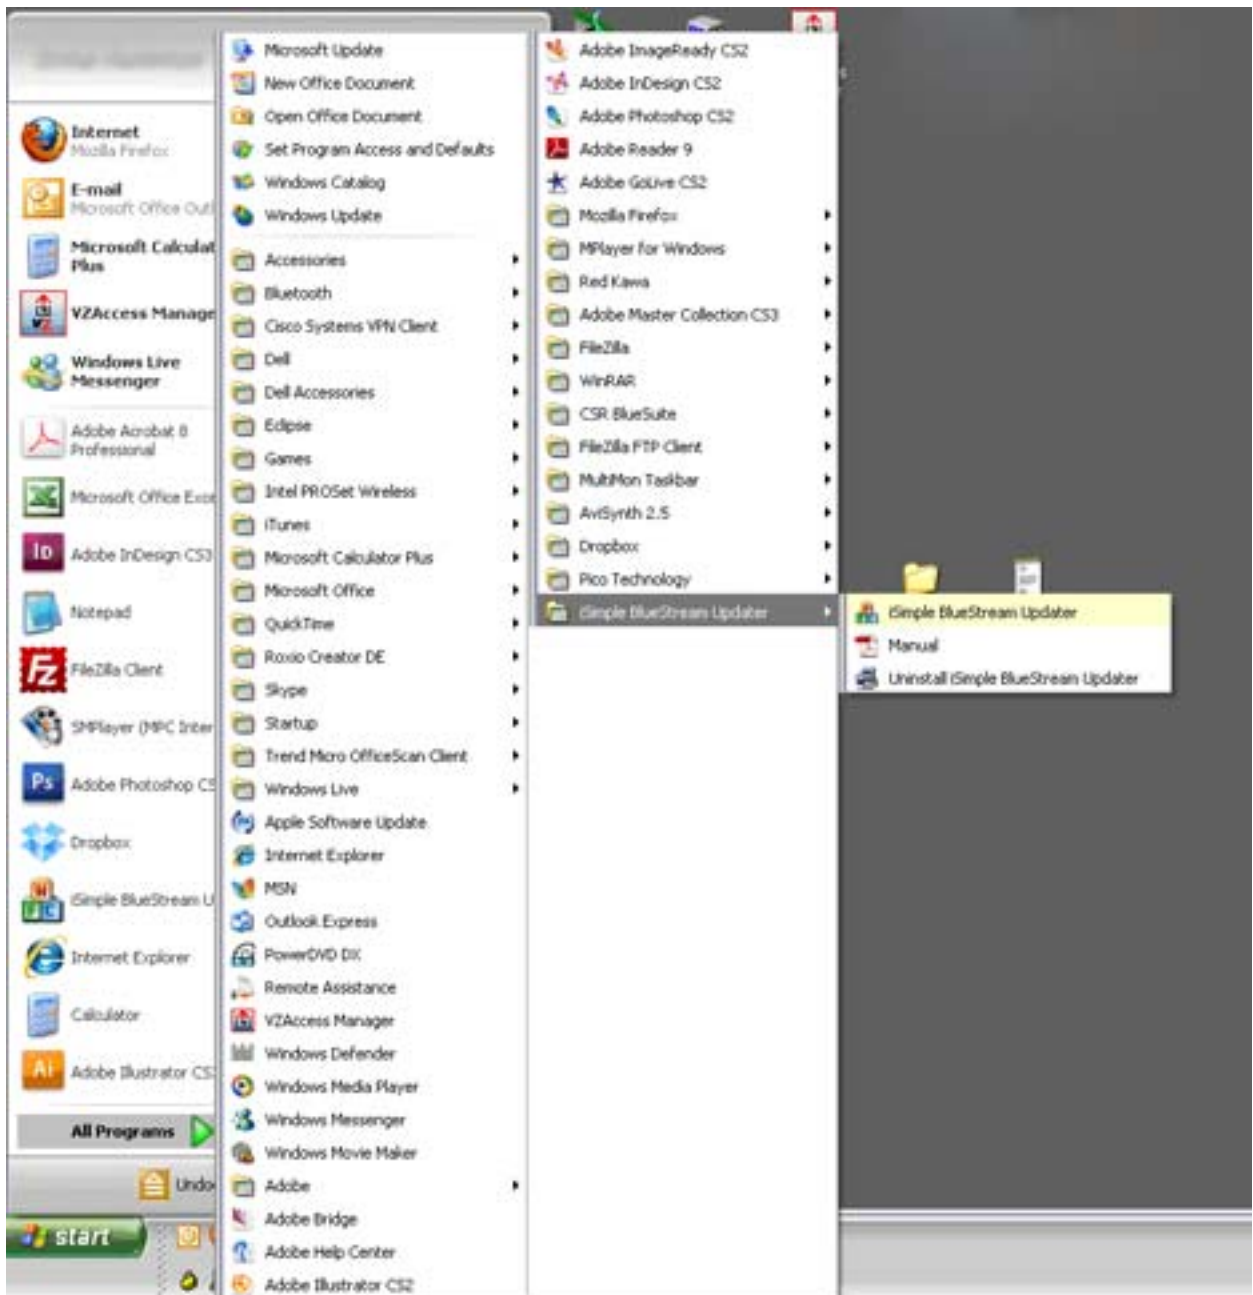 Internet
Mozilla Firefox
E-mail
Microsoft Office Outl
Microsoft Calculat
Plus
VZAccess Manage
Windows Live
Messenger
Adobe Acrobat 8
Professional
Microsoft Office Exce
Adobe InDesign CS3
Notepad
FileZilla Client
SMPlayer (MPC Inter
Adobe Photoshop CS
Dropbox
iSimple BlueStream U
Internet Explorer
Calculator
Adobe Illustrator CS
All Programs
Undo
start
Microsoft Update
New Office Document
Open Office Document
Set Program Access and Defaults
Windows Catalog
Windows Update
Accessories
Bluetooth
Cisco Systems VPN Client
Dell
Dell Accessories
Eclipse
Games
Intel PROSet Wireless
iTunes
Microsoft Calculator Plus
Microsoft Office
QuickTime
Roxio Creator DE
Skype
Startup
Trend Micro OfficeScan Client
Windows Live
Apple Software Update
Internet Explorer
MSN
Outlook Express
PowerDVD DX
Remote Assistance
VZAccess Manager
Windows Defender
Windows Media Player
Windows Messenger
Windows Movie Maker
Adobe
Adobe Bridge
Adobe Help Center
Adobe Illustrator CS2
Adobe ImageReady CS2
Adobe InDesign CS2
Adobe Photoshop CS2
Adobe Reader 9
Adobe GoLive CS2
Mozilla Firefox
MPlayer for Windows
Red Kawa
Adobe Master Collection CS3
FileZilla
WinRAR
CSR BlueSuite
FileZilla FTP Client
MultiMon Taskbar
AviSynth 2.5
Dropbox
Pico Technology
iSimple BlueStream Updater
iSimple BlueStream Updater
Manual
Uninstall iSimple BlueStream Updater